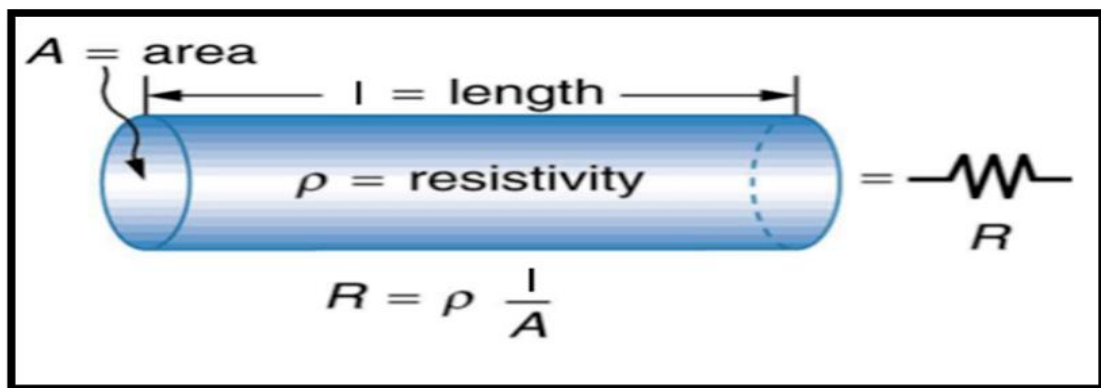 A = area
l = length
ρ = resistivity
=
R
R = ρ l/A